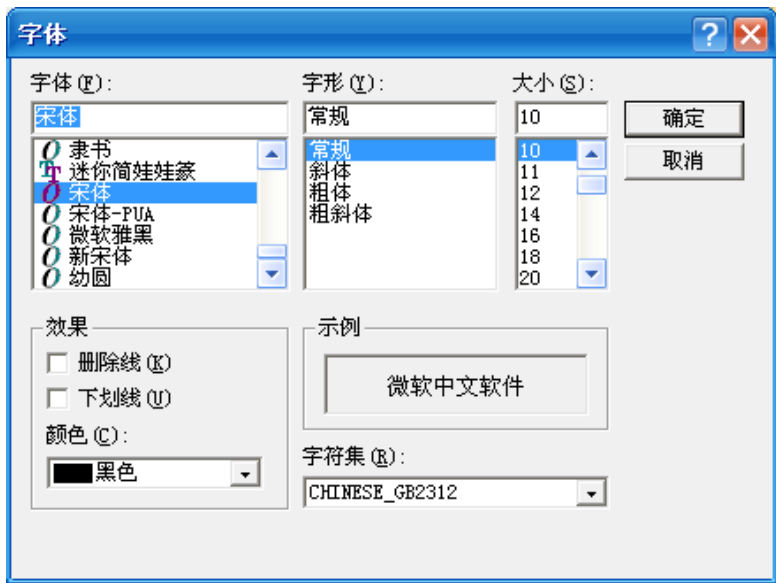 字体
字体(F):
宋体
隶书
迷你简娃娃篆
宋体
宋体-PUA
微软雅黑
新宋体
幼圆
字形(Y):
常规
常规
斜体
粗体
粗斜体
大小(S):
10
10
11
12
14
16
18
20
确定
取消
效果
删除线(K)
下划线(U)
颜色(C):
黑色
示例
微软中文软件
字符集(R):
CHINESE_GB2312